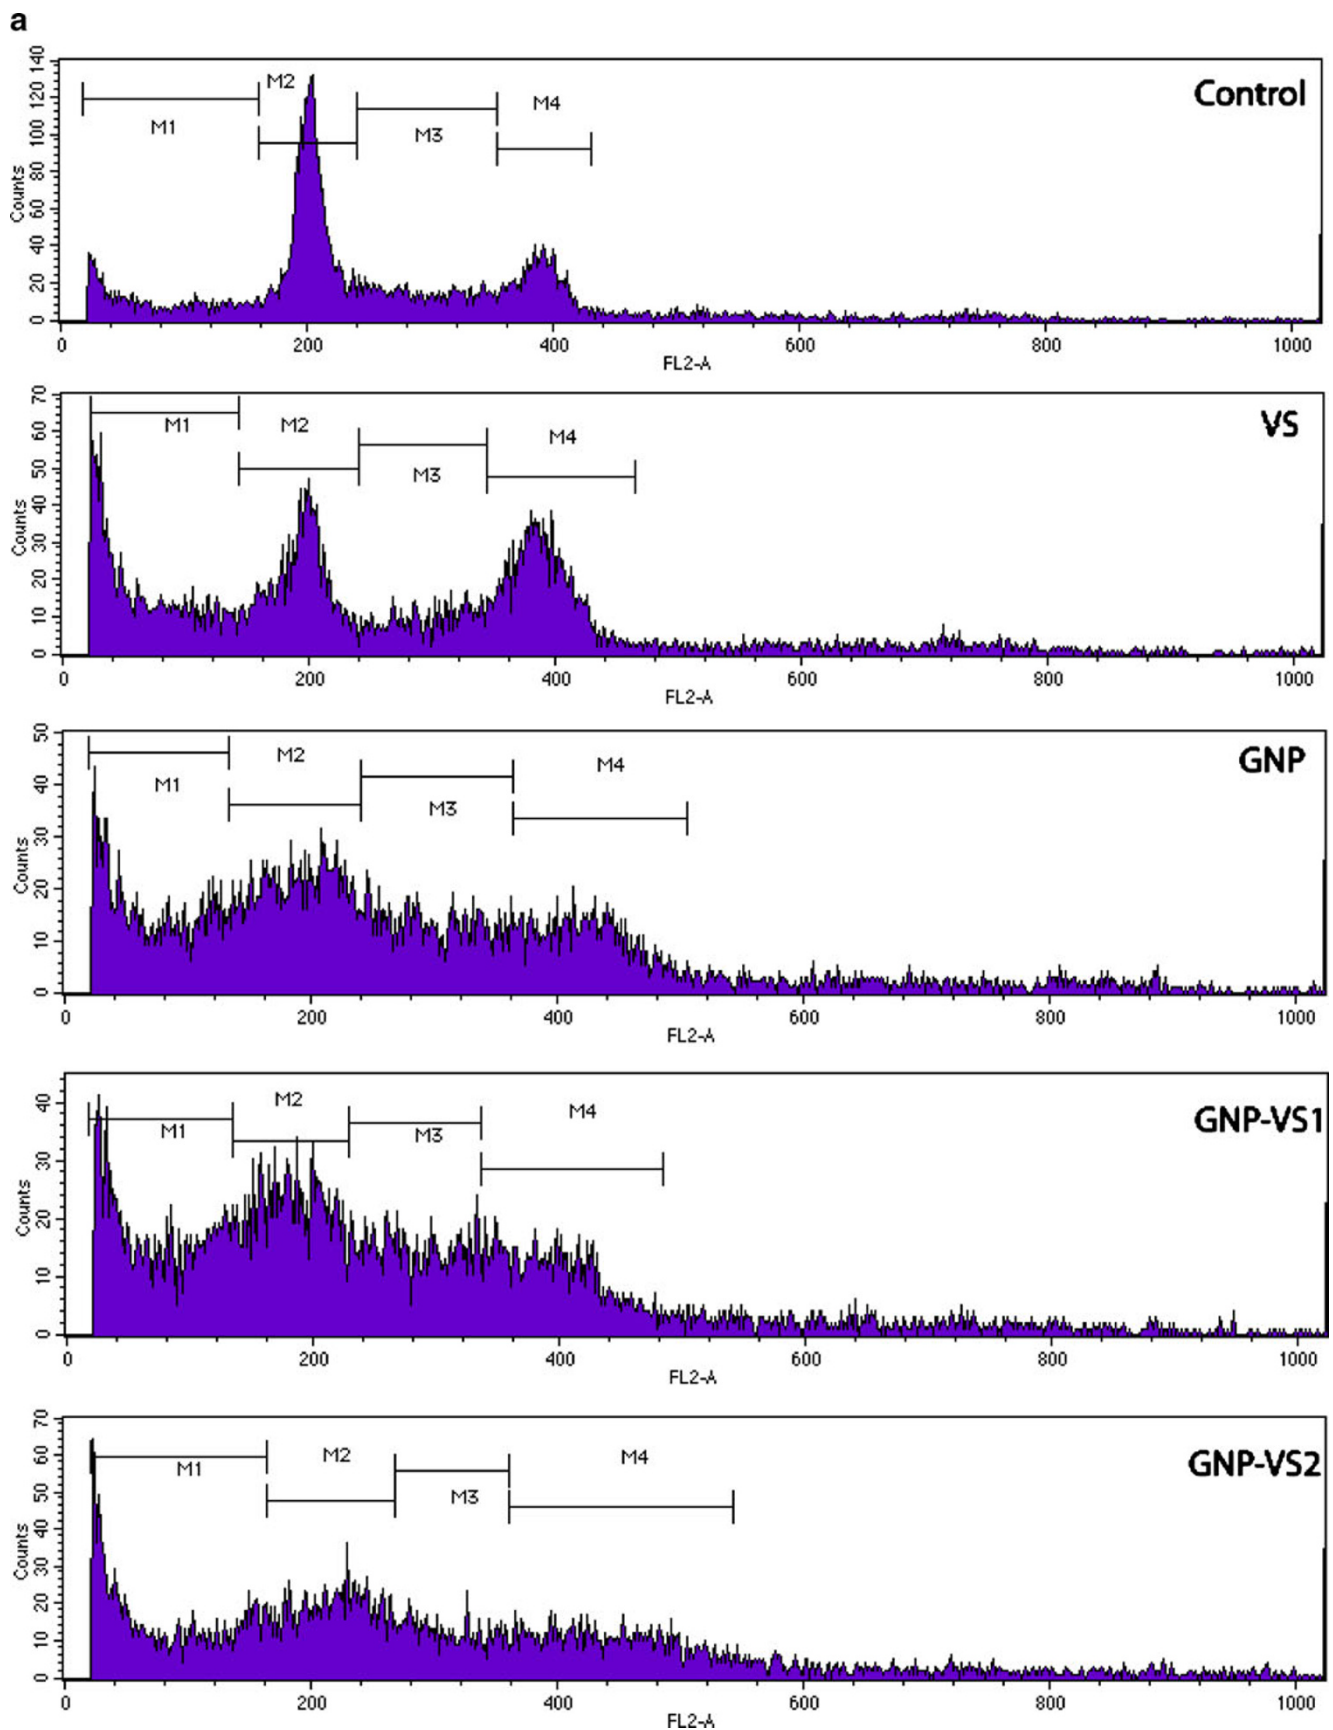 a
Control
M1 M2 M3 M4
Counts
0 20 40 60 80 100 120 140
0 200 400 600 800 1000
FL2-A
VS
M1 M2 M3 M4
Counts
0 10 20 30 40 50 60 70
0 200 400 600 800 1000
FL2-A
GNP
M1 M2 M3 M4
Counts
0 10 20 30 40 50
0 200 400 600 800 1000
FL2-A
GNP-VS1
M1 M2 M3 M4
Counts
0 10 20 30 40
0 200 400 600 800 1000
FL2-A
GNP-VS2
M1 M2 M3 M4
Counts
0 10 20 30 40 50 60 70
0 200 400 600 800 1000
FL2-A